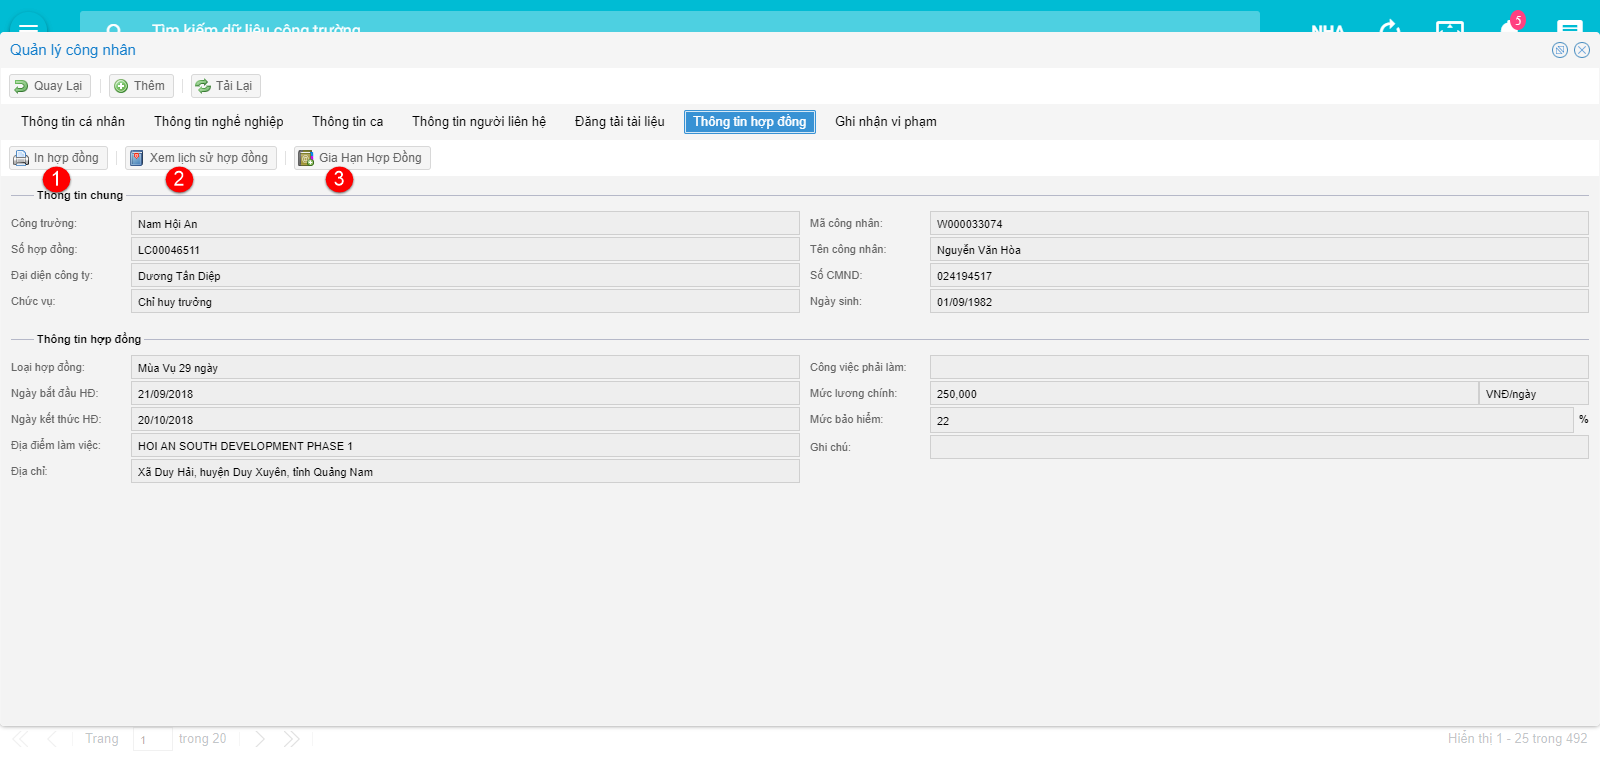 Tìm kiếm dữ liệu công trường
NHA
5
Quản lý công nhân
Quay Lại
Thêm
Tải Lại
Thông tin cá nhân
Thông tin nghề nghiệp
Thông tin ca
Thông tin người liên hệ
Đăng tải tài liệu
Thông tin hợp đồng
Ghi nhận vi phạm
In hợp đồng
Xem lịch sử hợp đồng
Gia Hạn Hợp Đồng
1
2
3
Thông tin chung
Công trường: Nam Hội An
Mã công nhân: W000033074
Số hợp đồng: LC00046511
Tên công nhân: Nguyễn Văn Hòa
Đại diện công ty: Dương Tấn Diệp
Số CMND: 024194517
Chức vụ: Chỉ huy trưởng
Ngày sinh: 01/09/1982
Thông tin hợp đồng
Loại hợp đồng: Mùa Vụ 29 ngày
Công việc phải làm:
Ngày bắt đầu HĐ: 21/09/2018
Mức lương chính: 250,000 VNĐ/ngày
Ngày kết thức HĐ: 20/10/2018
Mức bảo hiểm: 22 %
Địa điểm làm việc: HOI AN SOUTH DEVELOPMENT PHASE 1
Ghi chú:
Địa chỉ: Xã Duy Hải, huyện Duy Xuyên, tỉnh Quảng Nam
Trang 1 trong 20
Hiển thị 1 - 25 trong 492